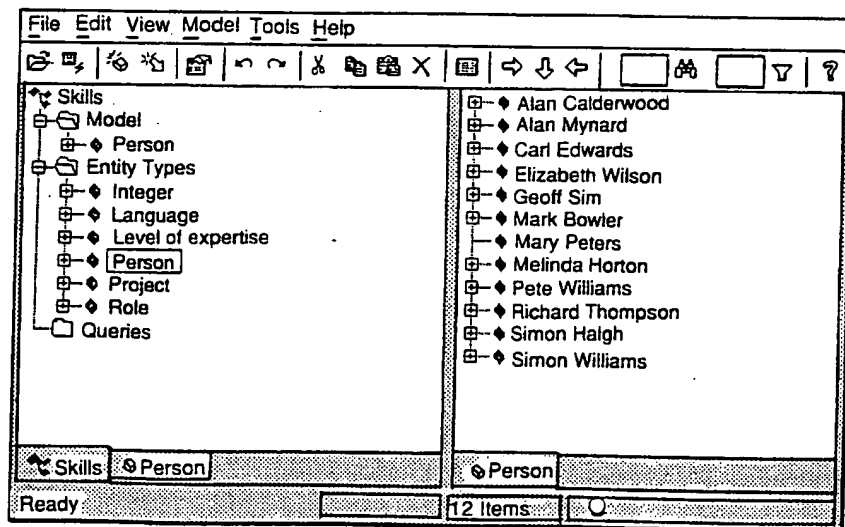 File Edit View Model Tools Help
Skills
Model
Person
Entity Types
Integer
Language
Level of expertise
Person
Project
Role
Queries
Skills Person
Alan Calderwood
Alan Mynard
Carl Edwards
Elizabeth Wilson
Geoff Sim
Mark Bowler
Mary Peters
Melinda Horton
Pete Williams
Richard Thompson
Simon Halgh
Simon Williams
Person
Ready 12 Items